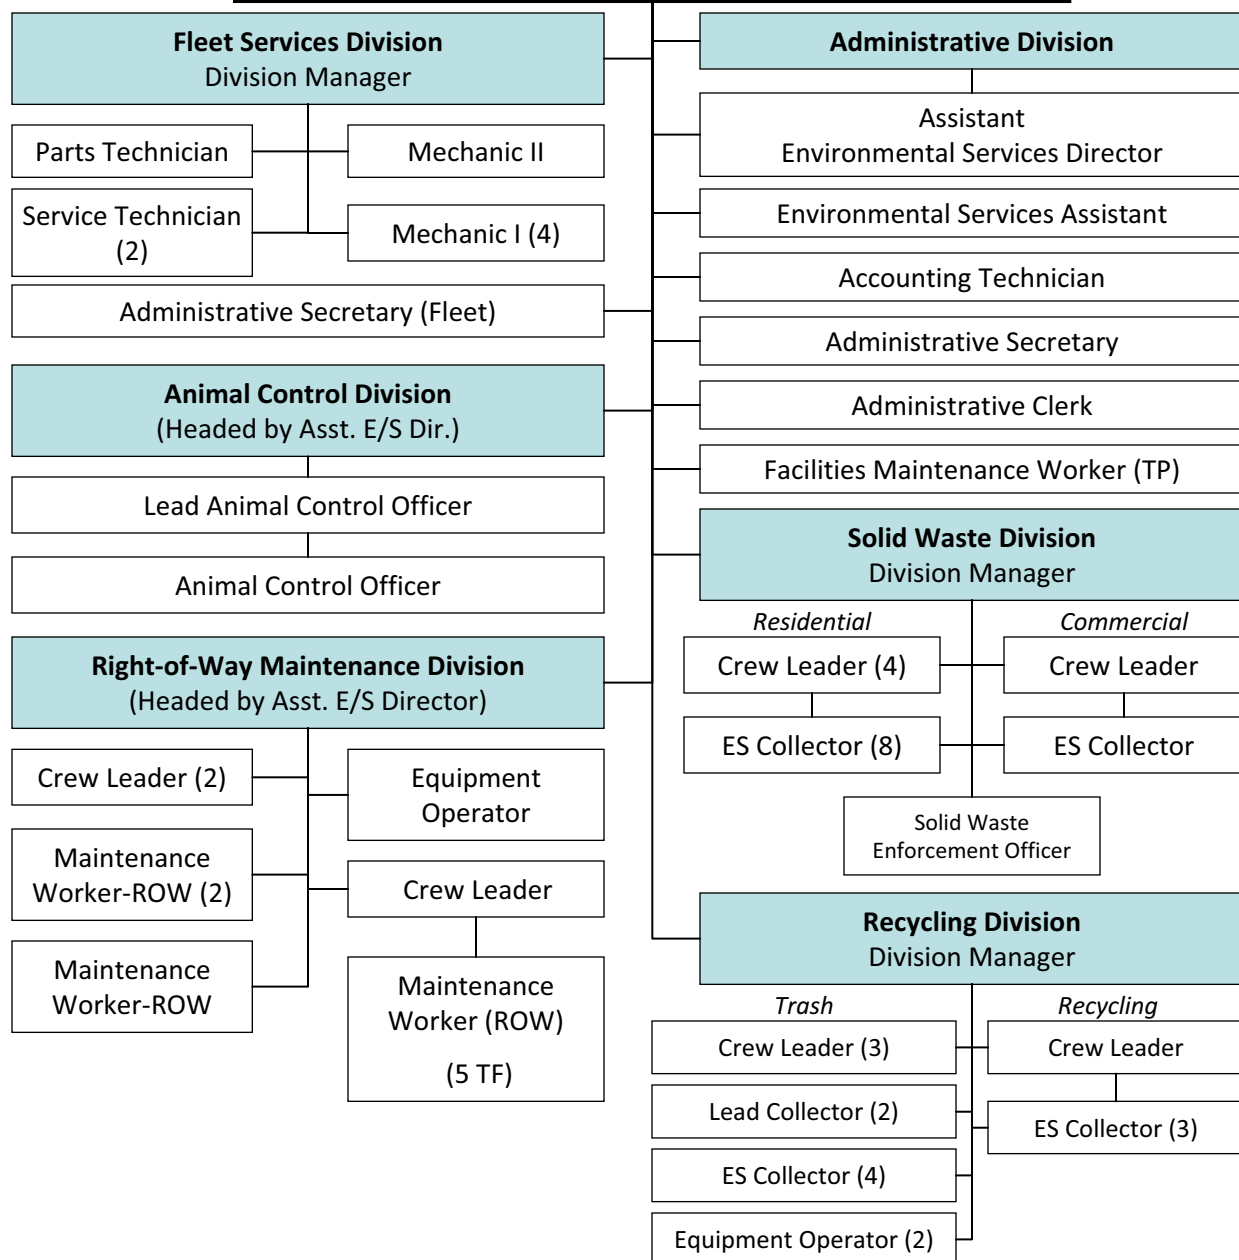 Fleet Services Division
Division Manager
Parts Technician
Mechanic II
Service Technician
(2)
Mechanic I (4)
Administrative Secretary (Fleet)
Animal Control Division
(Headed by Asst. E/S Dir.)
Lead Animal Control Officer
Animal Control Officer
Right-of-Way Maintenance Division
(Headed by Asst. E/S Director)
Crew Leader (2)
Equipment
Operator
Maintenance
Worker-ROW (2)
Crew Leader
Maintenance
Worker-ROW
Maintenance
Worker (ROW)
(5 TF)
Administrative Division
Assistant
Environmental Services Director
Environmental Services Assistant
Accounting Technician
Administrative Secretary
Administrative Clerk
Facilities Maintenance Worker (TP)
Solid Waste Division
Division Manager
Residential
Commercial
Crew Leader (4)
Crew Leader
ES Collector (8)
ES Collector
Solid Waste
Enforcement Officer
Recycling Division
Division Manager
Trash
Recycling
Crew Leader (3)
Crew Leader
Lead Collector (2)
ES Collector (3)
ES Collector (4)
Equipment Operator (2)